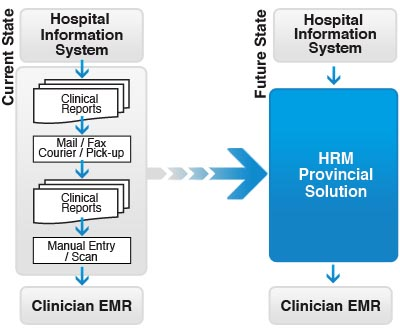 Current State
Hospital
Information
System
Clinical
Reports
Mail / Fax
Courier / Pick-up
Clinical
Reports
Manual Entry
/ Scan
Clinician EMR
Future State
Hospital
Information
System
HRM
Provincial
Solution
Clinician EMR